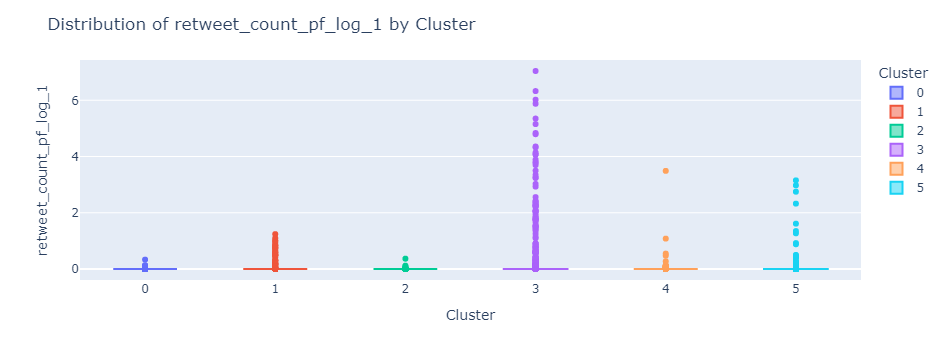 Distribution of retweet_count_pf_log_1 by Cluster
retweet_count_pf_log_1
6
4
2
0
0 1 2 3 4 5
Cluster
Cluster
0
1
2
3
4
5